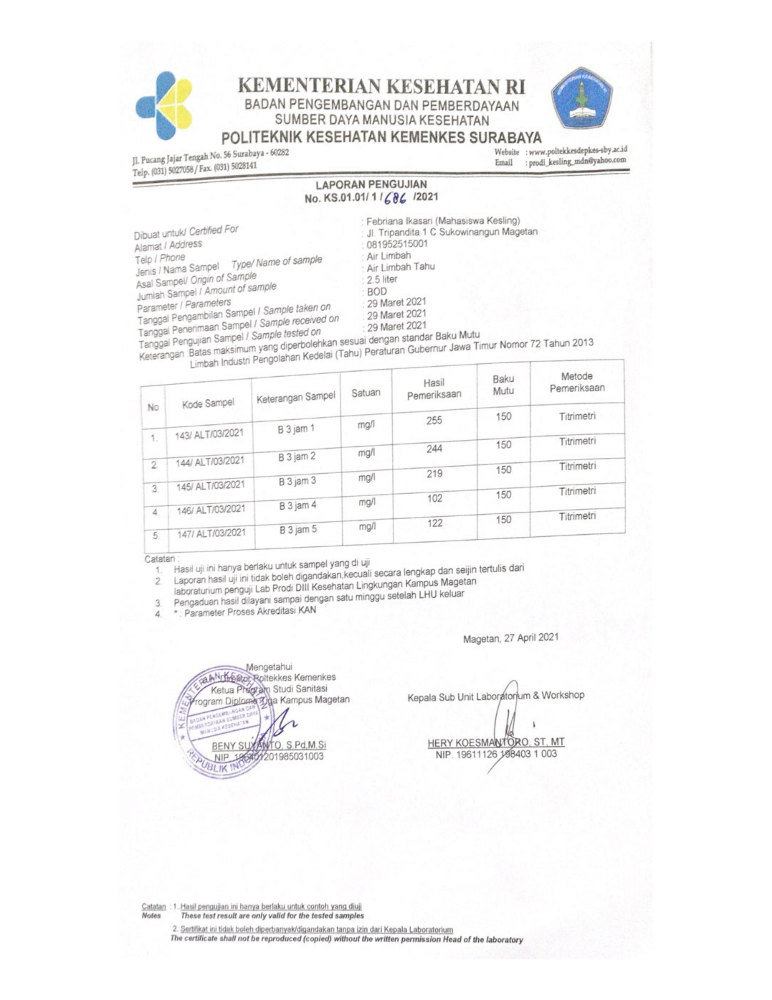 KEMENTERIAN KESEHATAN RI
BADAN PENGEMBANGAN DAN PEMBERDAYAAN
SUMBER DAYA MANUSIA KESEHATAN
POLITEKNIK KESEHATAN KEMENKES SURABAYA
Jl. Pucang Jajar Tengah No. 56 Surabaya - 60282
Telp. (031) 5027058 / Fax. (031) 5028141
Website : www.poltekkesdepkes-sby.ac.id
Email : prodi_kesling_mdn@yahoo.com
LAPORAN PENGUJIAN
No. KS.01.01/ 1 / 686 /2021
Dibuat untuk/ Certified For : Febriana Ikasari (Mahasiswa Kesling)
Alamat / Address : Jl. Tripandita 1 C Sukowinangun Magetan
Telp / Phone : 081952515001
Jenis / Nama Sampel Type/ Name of sample : Air Limbah
Asal Sampel/ Origin of Sample : Air Limbah Tahu
Jumlah Sampel / Amount of sample : 2.5 liter
Parameter / Parameters : BOD
Tanggal Pengambilan Sampel / Sample taken on : 29 Maret 2021
Tanggal Penerimaan Sampel / Sample received on : 29 Maret 2021
Tanggal Pengujian Sampel / Sample tested on : 29 Maret 2021
Keterangan :Batas maksimum yang diperbolehkan sesuai dengan standar Baku Mutu
Limbah Industri Pengolahan Kedelai (Tahu) Peraturan Gubernur Jawa Timur Nomor 72 Tahun 2013
No Kode Sampel Keterangan Sampel Satuan Hasil Pemeriksaan Baku Mutu Metode Pemeriksaan
1. 143/ ALT/03/2021 B 3 jam 1 mg/l 255 150 Titrimetri
2. 144/ ALT/03/2021 B 3 jam 2 mg/l 244 150 Titrimetri
3. 145/ ALT/03/2021 B 3 jam 3 mg/l 219 150 Titrimetri
4. 146/ ALT/03/2021 B 3 jam 4 mg/l 102 150 Titrimetri
5. 147/ ALT/03/2021 B 3 jam 5 mg/l 122 150 Titrimetri
Catatan :
1. Hasil uji ini hanya berlaku untuk sampel yang di uji
2. Laporan hasil uji ini tidak boleh digandakan,kecuali secara lengkap dan seijin tertulis dari
laboraturium penguji Lab Prodi DIII Kesehatan Lingkungan Kampus Magetan
3. Pengaduan hasil dilayani sampai dengan satu minggu setelah LHU keluar
4. * : Parameter Proses Akreditasi KAN
Magetan, 27 April 2021
Mengetahui
a.n Direktur Poltekkes Kemenkes
Ketua Program Studi Sanitasi
Program Diploma Tiga Kampus Magetan
KEMENTERIAN KESEHATAN
BADAN PENGEMBANGAN DAN
PEMBERDAYAAN SUMBER DAYA
MANUSIA KESEHATAN
REPUBLIK INDONESIA
BENY SUYANTO, S.Pd,M.Si
NIP. 196401201985031003
Kepala Sub Unit Laboratorium & Workshop
HERY KOESMANTORO, ST, MT
NIP. 19611126 198403 1 003
Catatan : 1. Hasil pengujian ini hanya berlaku untuk contoh yang diuji
Notes These test result are only valid for the tested samples
2. Sertifikat ini tidak boleh diperbanyak/digandakan tanpa izin dari Kepala Laboratorium
The certificate shall not be reproduced (copied) without the written permission Head of the laboratory